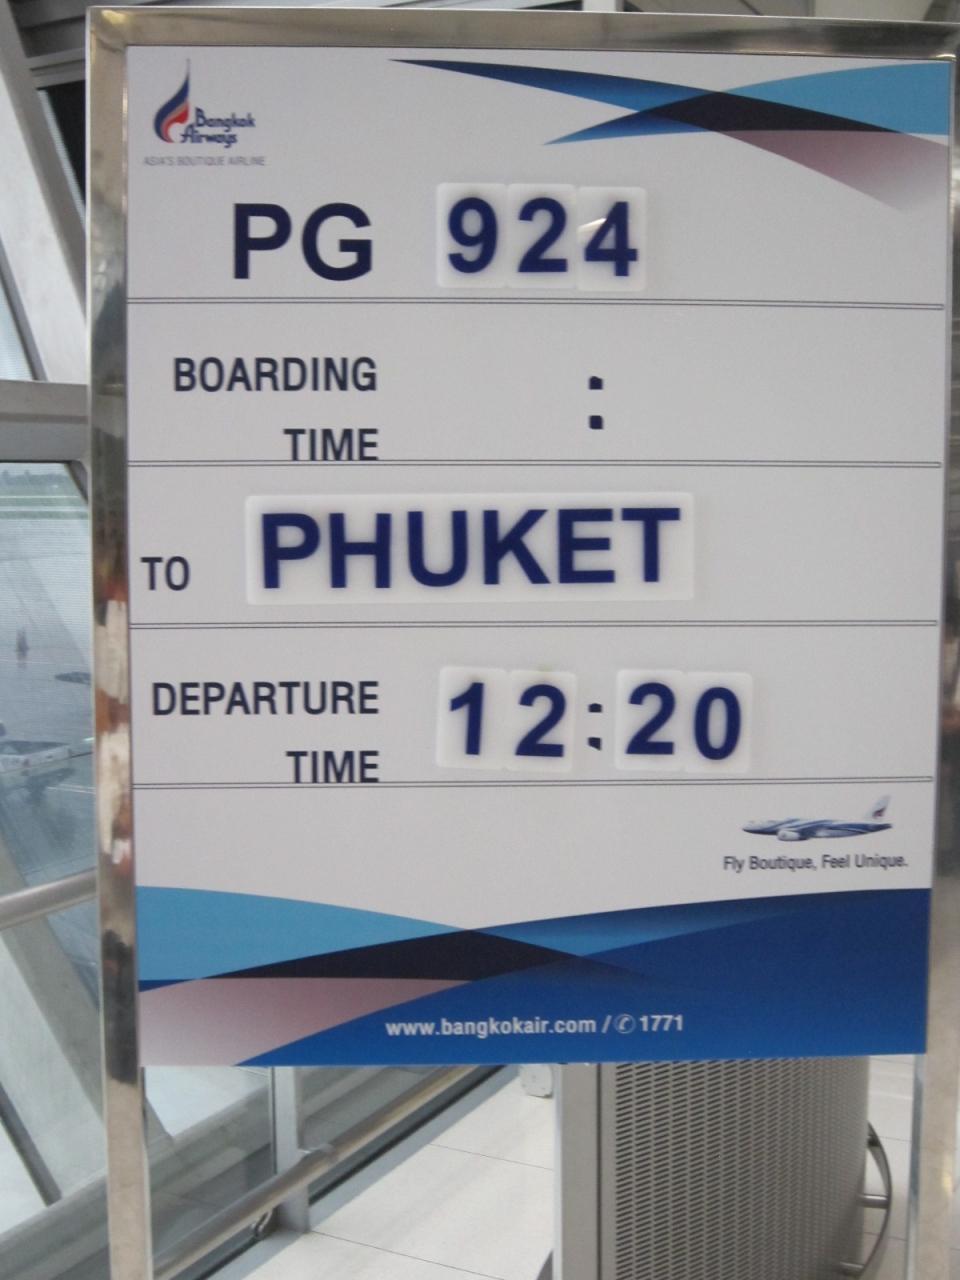 Bangkok
Airways
ASIA'S BOUTIQUE AIRLINE
PG 924
BOARDING
TIME :
TO PHUKET
DEPARTURE
TIME 12:20
Fly Boutique, Feel Unique.
www.bangkokair.com / ✆ 1771